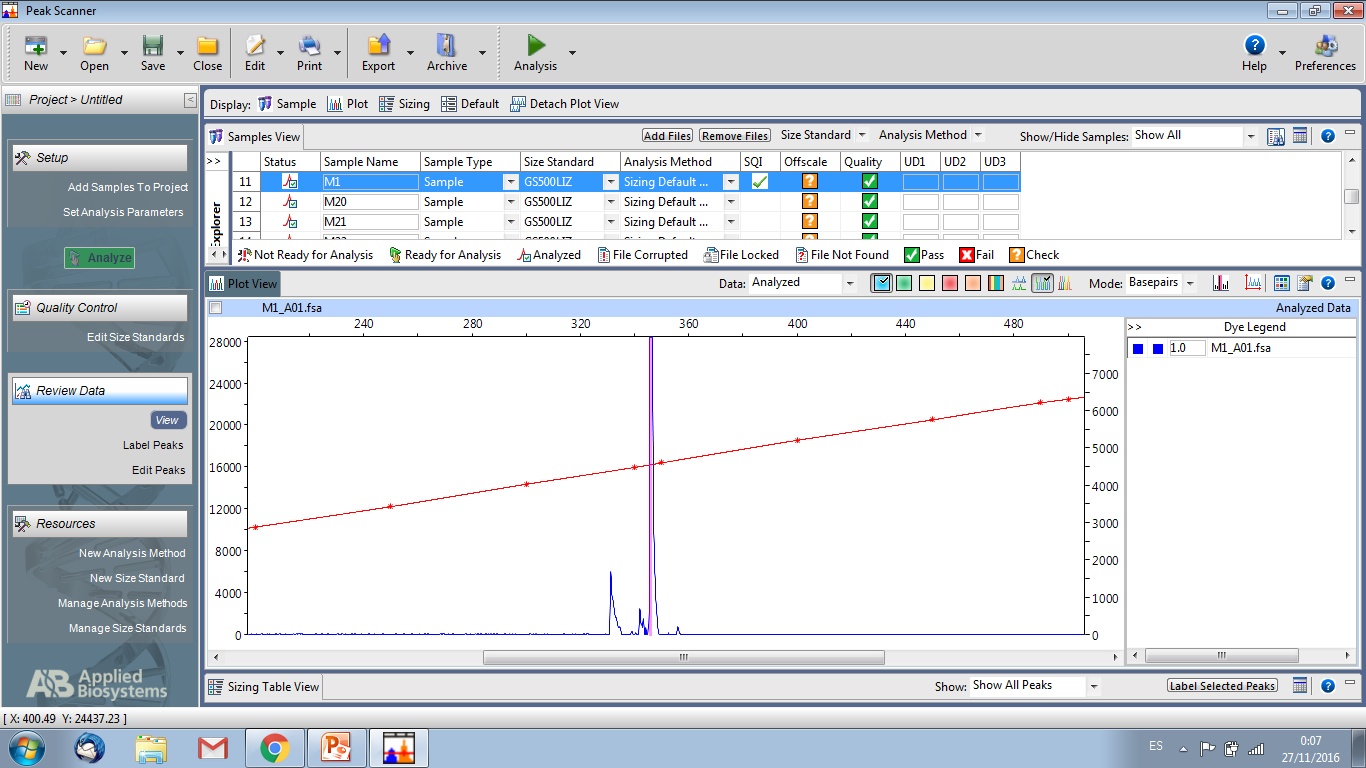 Peak Scanner
New Open Save Close Edit Print Export Archive Analysis Help Preferences
Project > Untitled <
Display: Sample Plot Sizing Default Detach Plot View
Setup
Add Samples To Project
Set Analysis Parameters
Analyze
Quality Control
Edit Size Standards
Review Data
View
Label Peaks
Edit Peaks
Resources
New Analysis Method
New Size Standard
Manage Analysis Methods
Manage Size Standards
AB Applied
Biosystems
Samples View Add Files Remove Files Size Standard Analysis Method Show/Hide Samples: Show All
>> Status Sample Name Sample Type Size Standard Analysis Method SQI Offscale Quality UD1 UD2 UD3
11 M1 Sample GS500LIZ Sizing Default ...
12 M20 Sample GS500LIZ Sizing Default ...
13 M21 Sample GS500LIZ Sizing Default ...
Explorer
Not Ready for Analysis Ready for Analysis Analyzed File Corrupted File Locked File Not Found Pass Fail Check
Plot View Data: Analyzed Mode: Basepairs
M1_A01.fsa Analyzed Data
240 280 320 360 400 440 480
28000
24000
20000
16000
12000
8000
4000
0
7000
6000
5000
4000
3000
2000
1000
0
>> Dye Legend
1.0 M1_A01.fsa
Sizing Table View Show: Show All Peaks Label Selected Peaks
[ X: 400.49 Y: 24437.23 ]
ES 0:07
27/11/2016